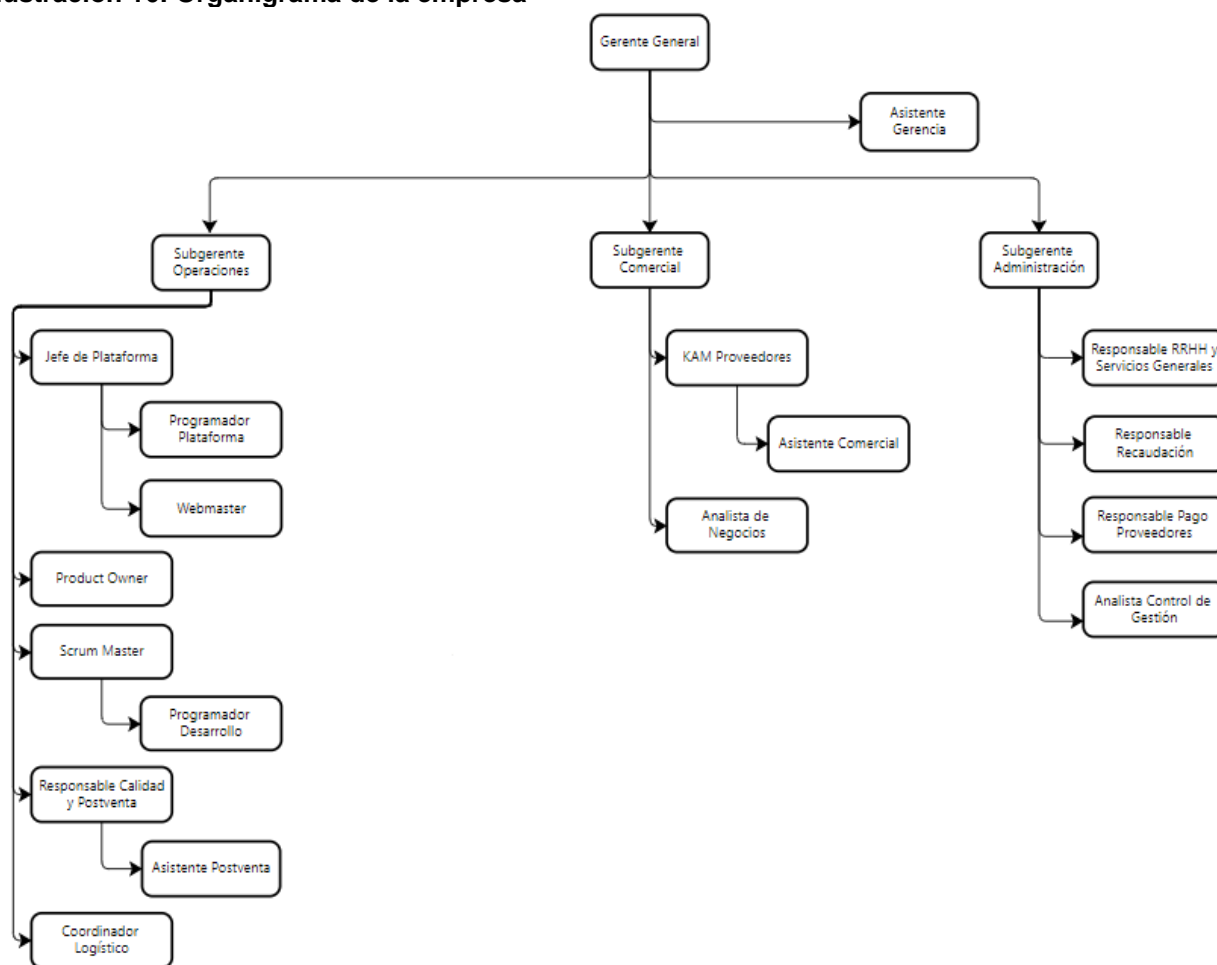 Ilustración 10: Organigrama de la empresa
Gerente General
Asistente
Gerencia
Subgerente
Operaciones
Subgerente
Comercial
Subgerente
Administración
Jefe de Plataforma
Programador
Plataforma
Webmaster
Product Owner
Scrum Master
Programador
Desarrollo
Responsable Calidad
y Postventa
Asistente Postventa
Coordinador
Logístico
KAM Proveedores
Asistente Comercial
Analista de
Negocios
Responsable RRHH y
Servicios Generales
Responsable
Recaudación
Responsable Pago
Proveedores
Analista Control de
Gestión